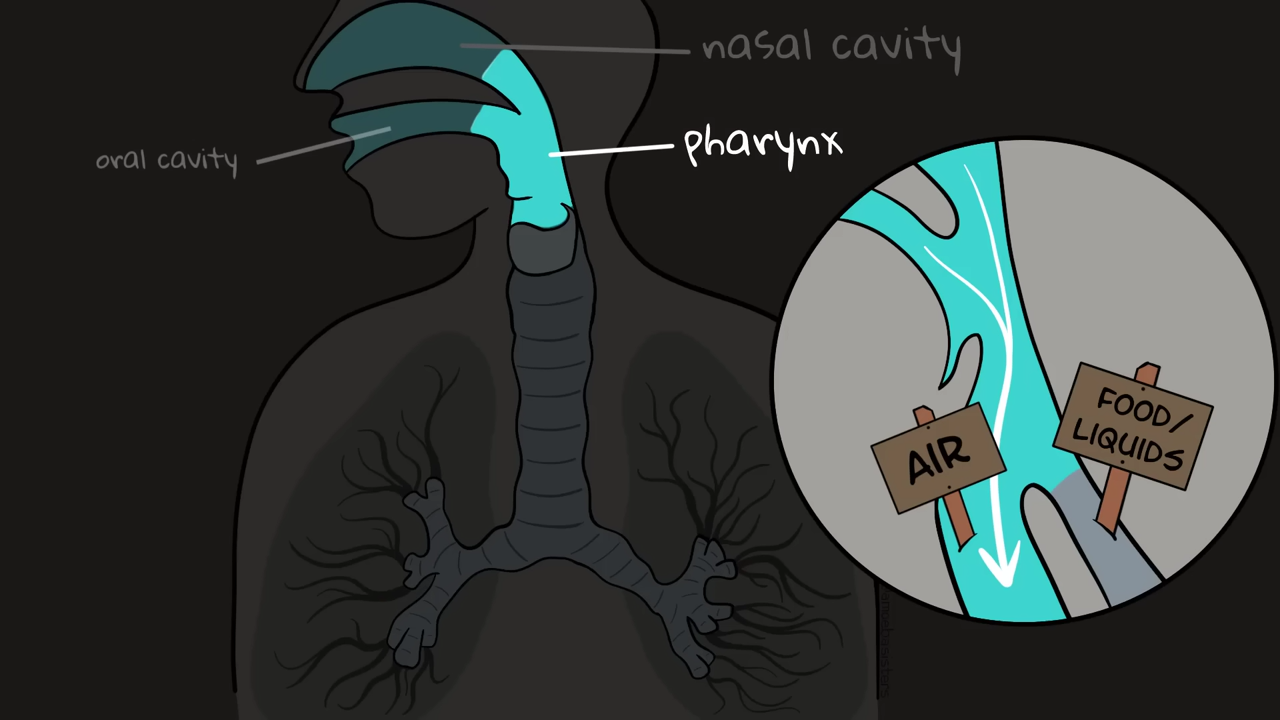 nasal cavity
pharynx
oral cavity
AIR
FOOD/
LIQUIDS